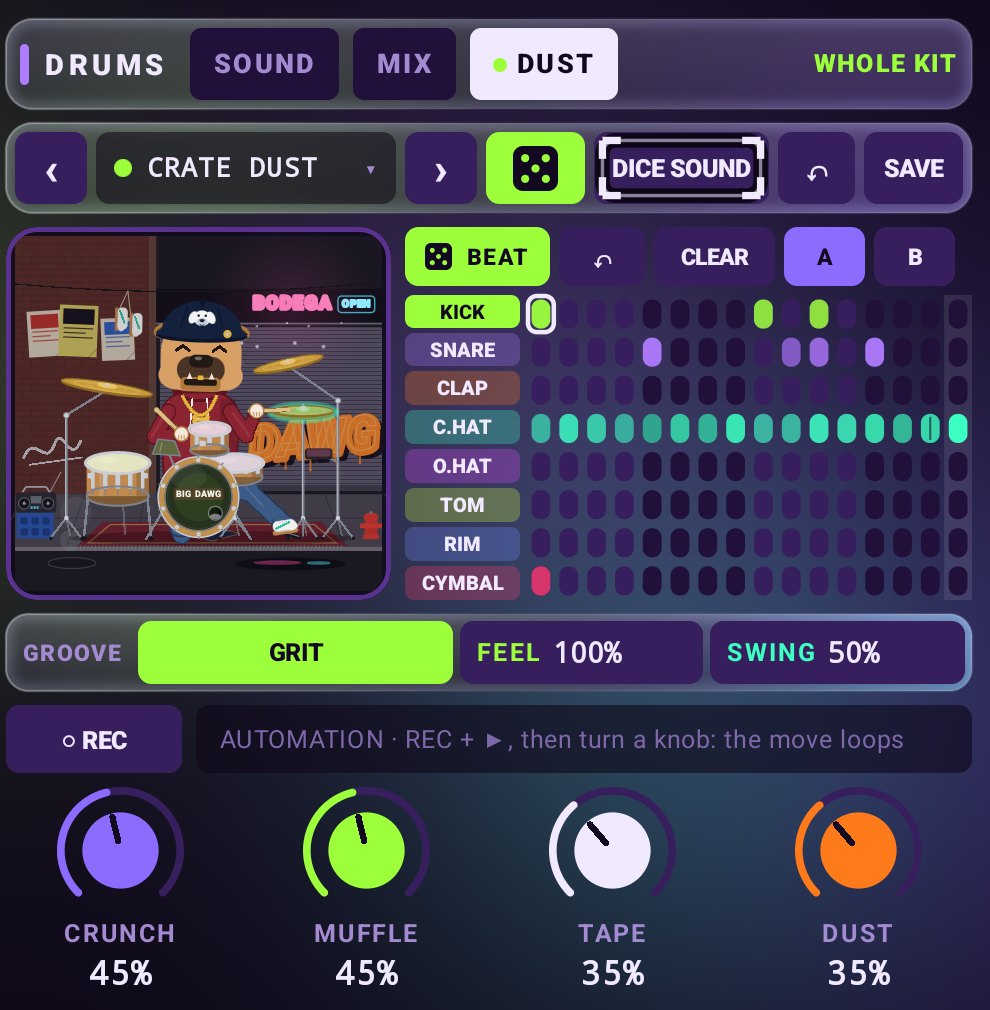 DRUMS SOUND MIX DUST WHOLE KIT
‹ CRATE DUST ▾ › DICE SOUND ↶ SAVE
BEAT ↶ CLEAR A B
BODEGA OPEN
KICK
SNARE
CLAP
C.HAT
DAWG
O.HAT
BIG DAWG
TOM
RIM
CYMBAL
GROOVE GRIT FEEL 100% SWING 50%
REC AUTOMATION · REC + ►, then turn a knob: the move loops
CRUNCH MUFFLE TAPE DUST
45% 45% 35% 35%